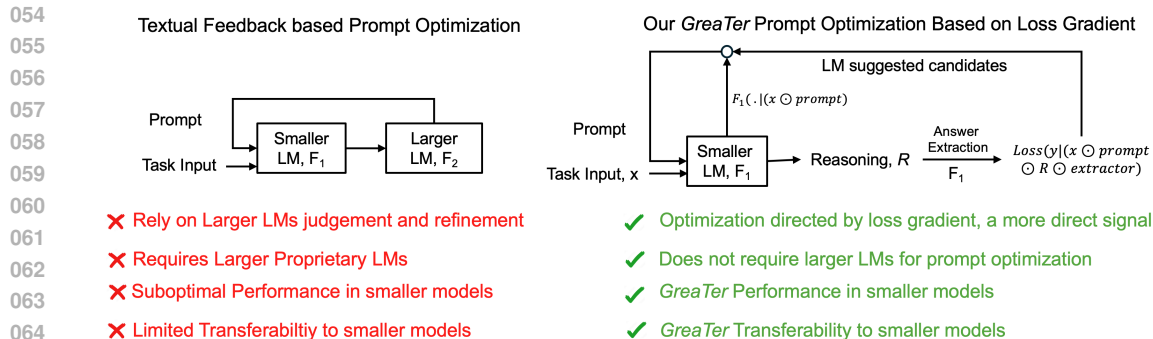 054
055
056
057
058
059
060
061
062
063
064
Textual Feedback based Prompt Optimization
Prompt
Task Input
Smaller
LM, F₁
Larger
LM, F₂
Rely on Larger LMs judgement and refinement
Requires Larger Proprietary LMs
Suboptimal Performance in smaller models
Limited Transferabiltiy to smaller models
Our GreaTer Prompt Optimization Based on Loss Gradient
LM suggested candidates
F₁(.|(x ⊙ prompt)
Prompt
Task Input, x
Smaller
LM, F₁
Reasoning, R
Answer
Extraction
F₁
Loss(y|(x ⊙ prompt
⊙ R ⊙ extractor)
Optimization directed by loss gradient, a more direct signal
Does not require larger LMs for prompt optimization
GreaTer Performance in smaller models
GreaTer Transferability to smaller models